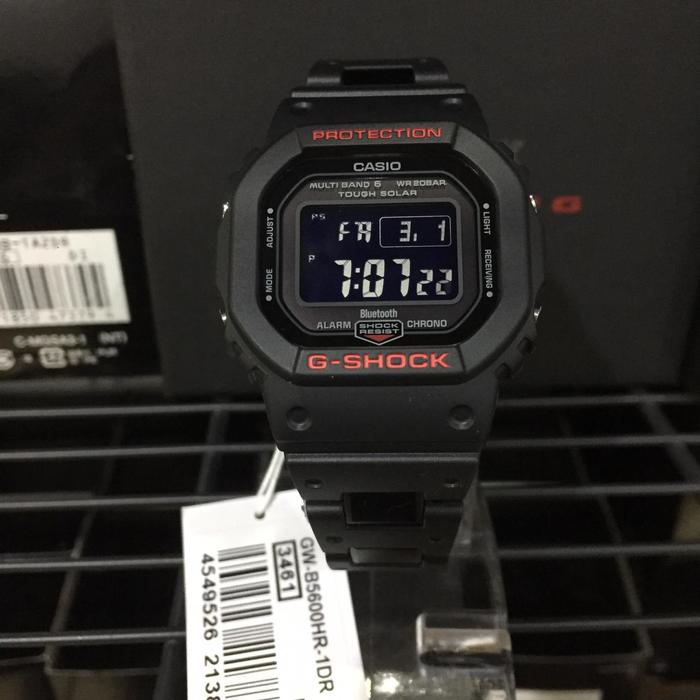 PROTECTION
CASIO
MULTI BAND 6 WR20BAR
TOUGH SOLAR
ADJUST
MODE
LIGHT
RECEIVING
PS
FR 3. 1
P
7:07 22
Bluetooth
ALARM CHRONO
SHOCK
RESIST
G-SHOCK
G
GW-B5600HR-1DR
3461
4549526